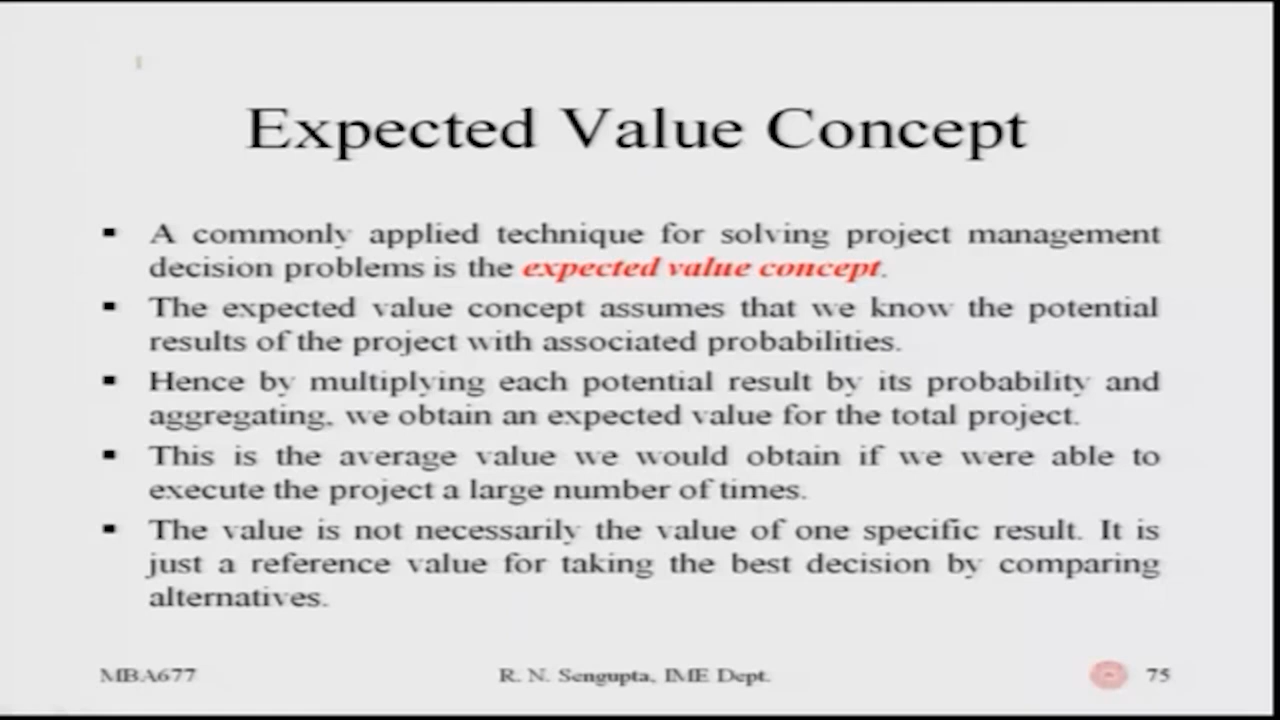 Expected Value Concept
▪ A commonly applied technique for solving project management
decision problems is the expected value concept.
▪ The expected value concept assumes that we know the potential
results of the project with associated probabilities.
▪ Hence by multiplying each potential result by its probability and
aggregating, we obtain an expected value for the total project.
▪ This is the average value we would obtain if we were able to
execute the project a large number of times.
▪ The value is not necessarily the value of one specific result. It is
just a reference value for taking the best decision by comparing
alternatives.
MBA677 R. N. Sengupta, IME Dept. 75